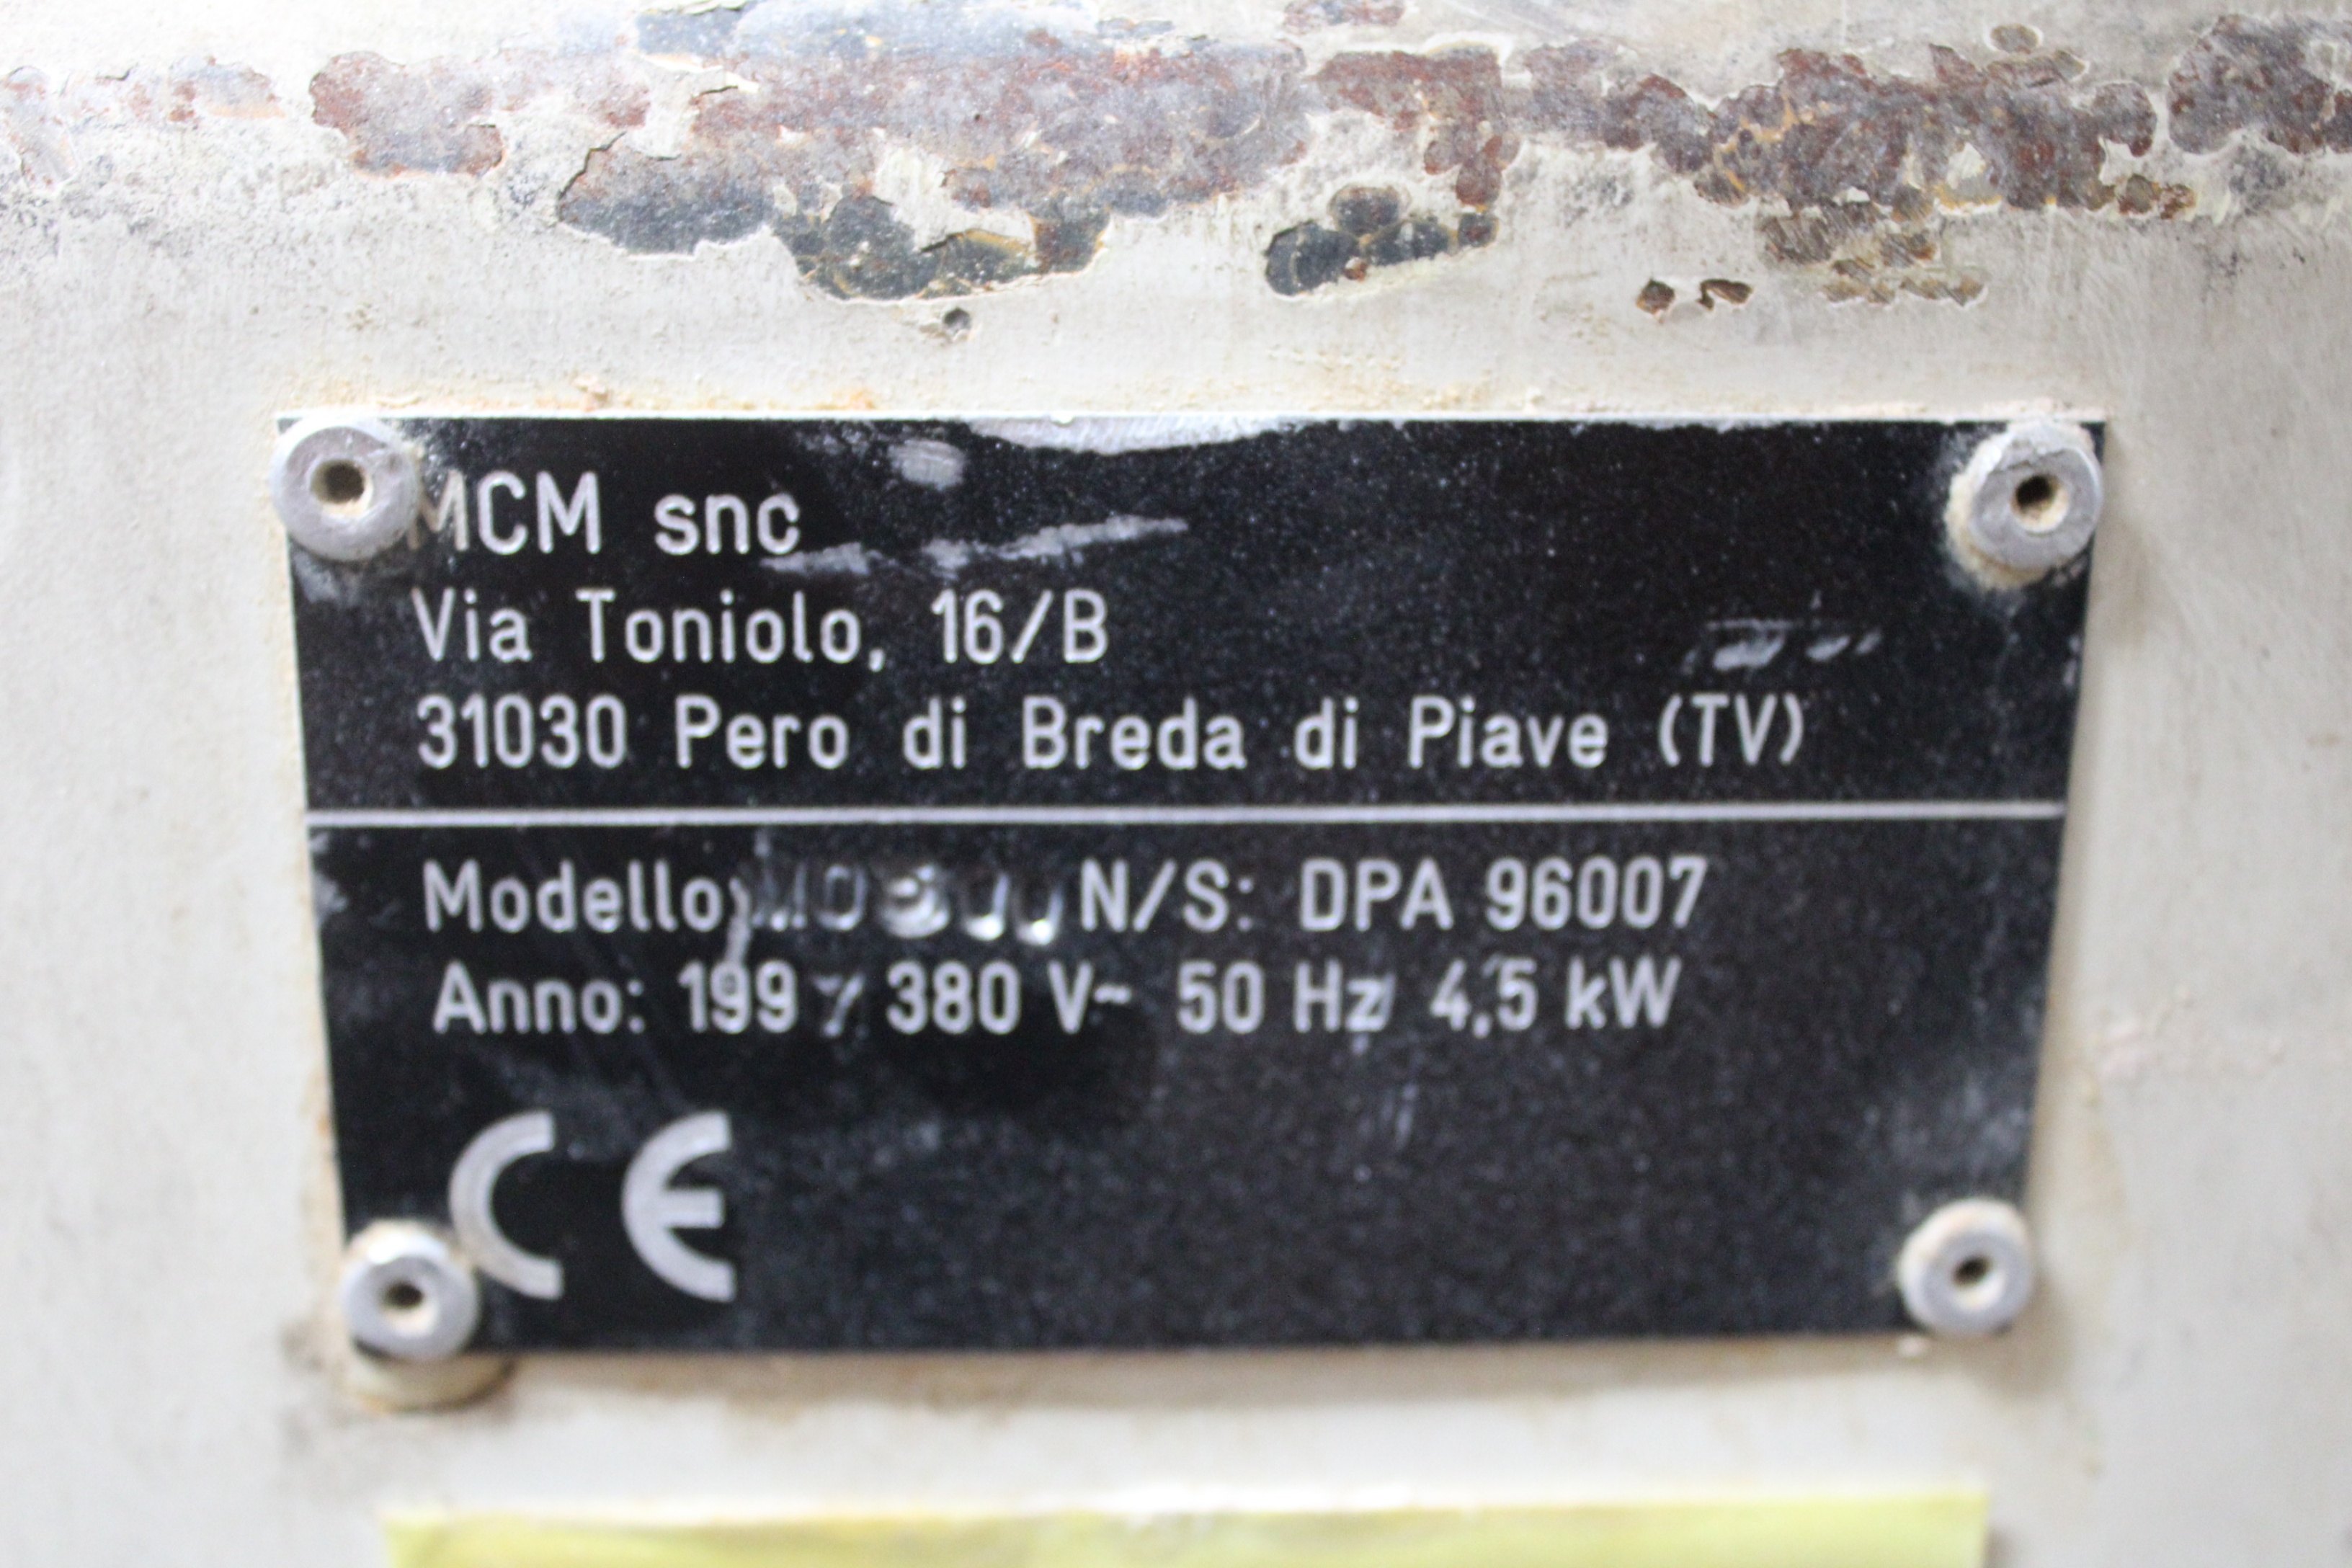 MCM snc
Via Toniolo, 16/B
31030 Pero di Breda di Piave (TV)
Modello: N/S: DPA 96007
Anno: 1997 380 V~ 50 Hz 4,5 kW
CE